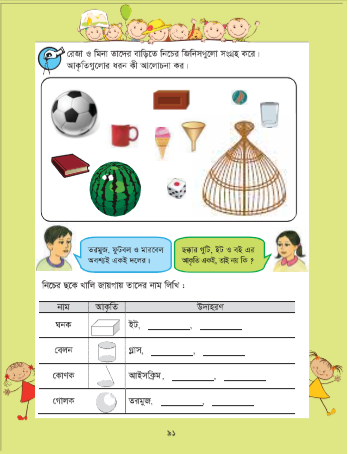 রেজা ও মিনা তাদের বাড়িতে নিচের জিনিসগুলো সংগ্রহ করে।
আকৃতিগুলোর ধরন কী আলোচনা কর।
তরমুজ, ফুটবল ও মারবেল
অবশ্যই একই দলের।
ছক্কার গুটি, ইট ও বই এর
আকৃতি একই, তাই নয় কি ?
নিচের ছকে খালি জায়গায় তাদের নাম লিখি :
নাম আকৃতি উদাহরণ
ঘনক ইট, ________, ________
বেলন গ্লাস, ________, ________
কোণক আইসক্রিম, ________, ________
গোলক তরমুজ, ________, ________
৯১